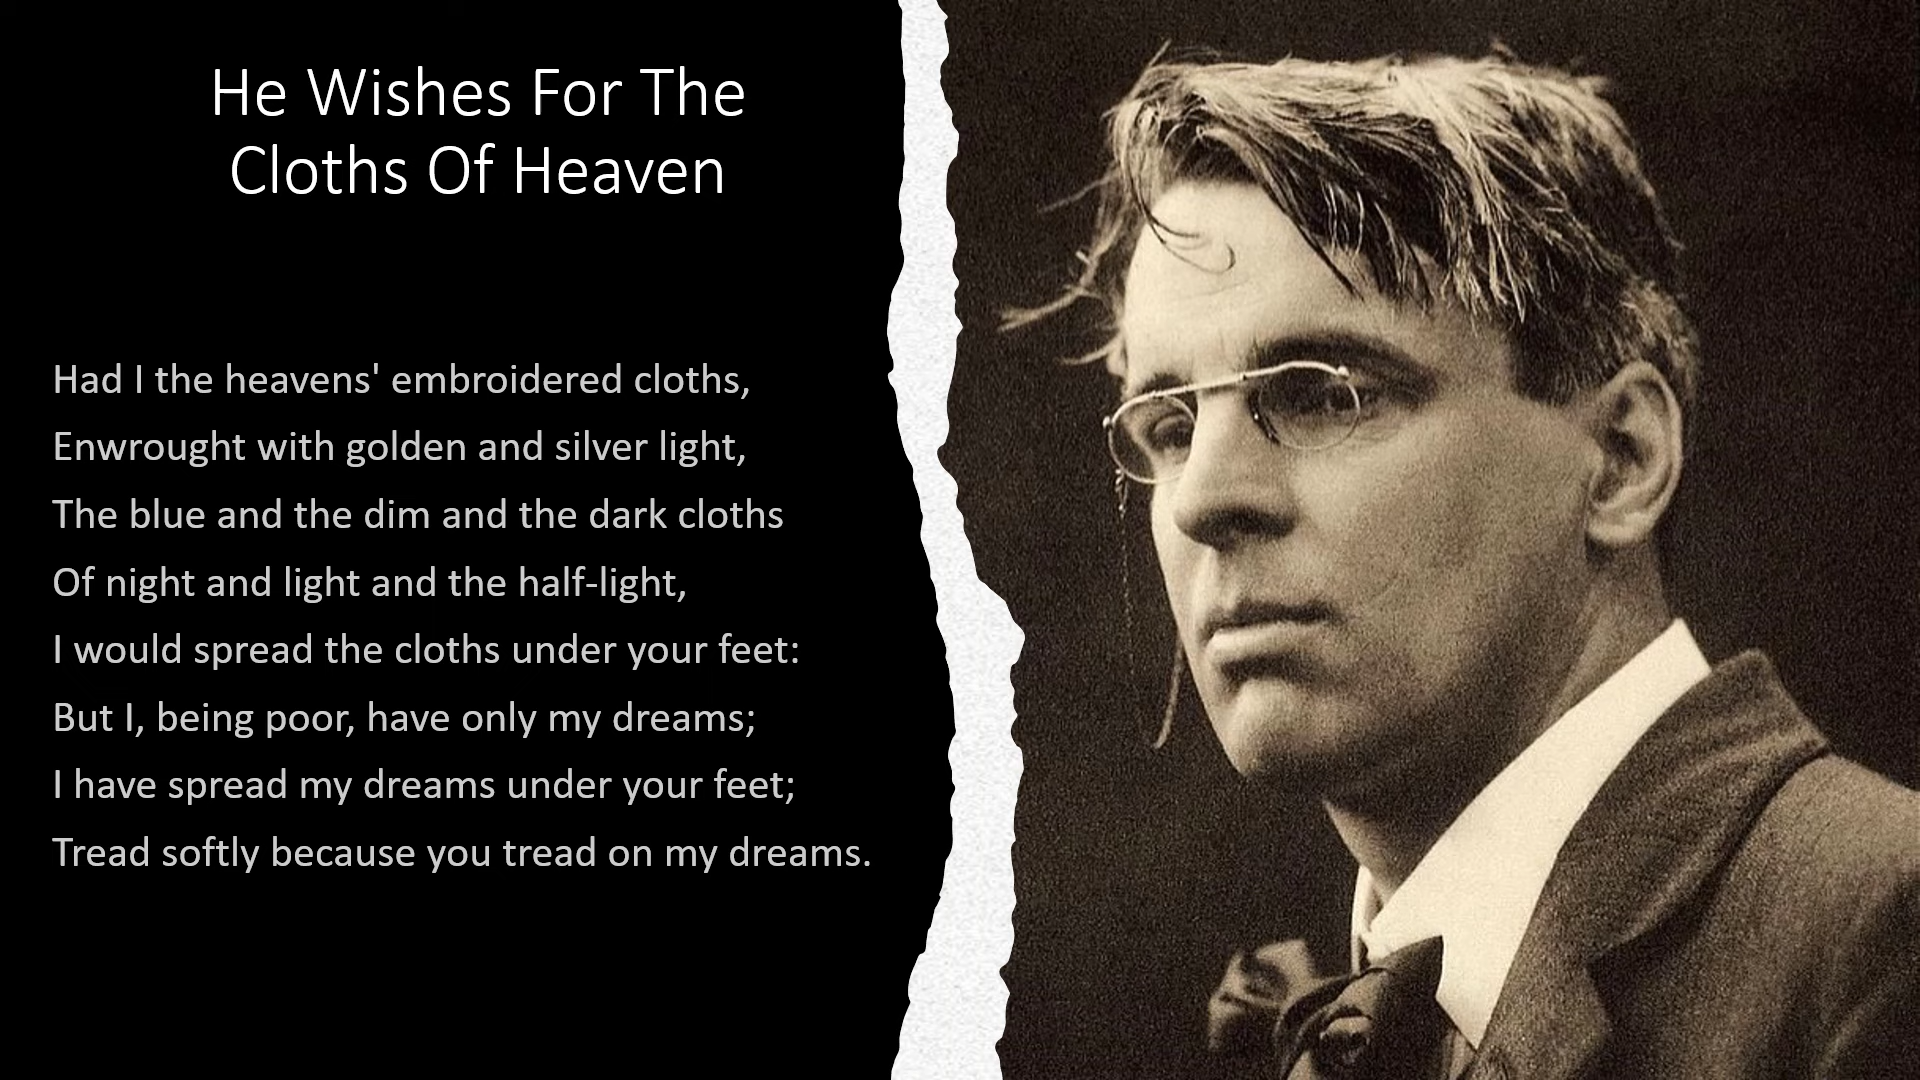 He Wishes For The
Cloths Of Heaven
Had I the heavens' embroidered cloths,
Enwrought with golden and silver light,
The blue and the dim and the dark cloths
Of night and light and the half-light,
I would spread the cloths under your feet:
But I, being poor, have only my dreams;
I have spread my dreams under your feet;
Tread softly because you tread on my dreams.